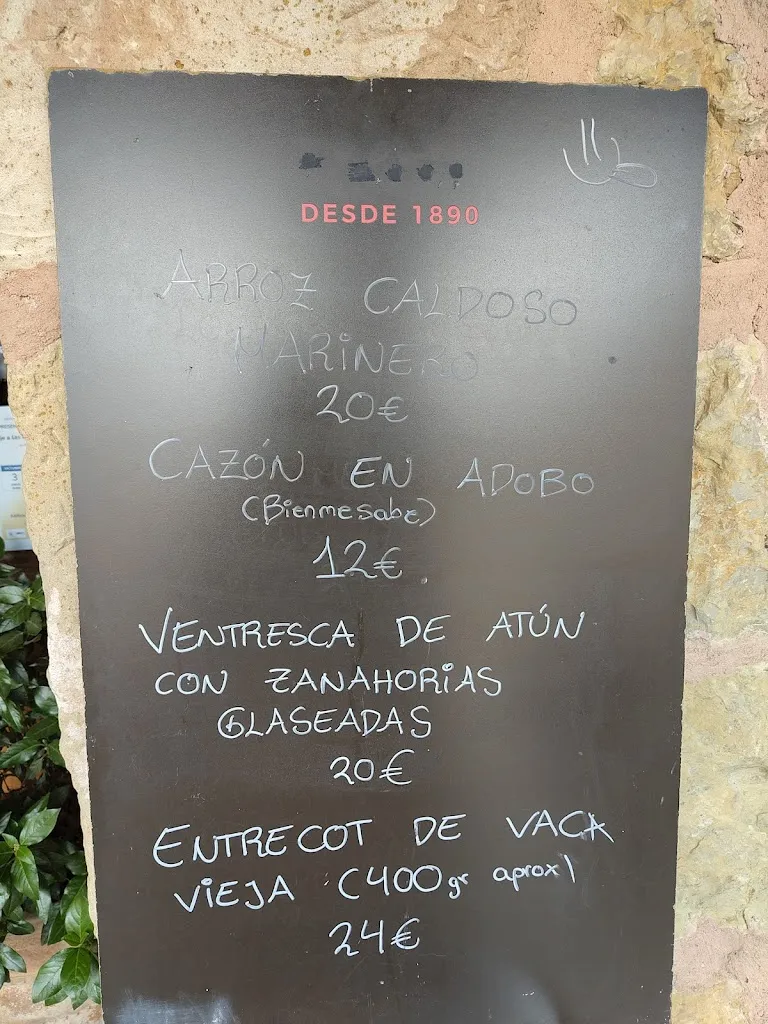 DESDE 1890
ARROZ CALDOSO
MARINERO
20€
CAZÓN EN ADOBO
(Bienmesabe)
12€
VENTRESCA DE ATÚN
CON ZANAHORIAS
GLASEADAS
20€
ENTRECOT DE VACA
VIEJA (400gr aprox)
24€